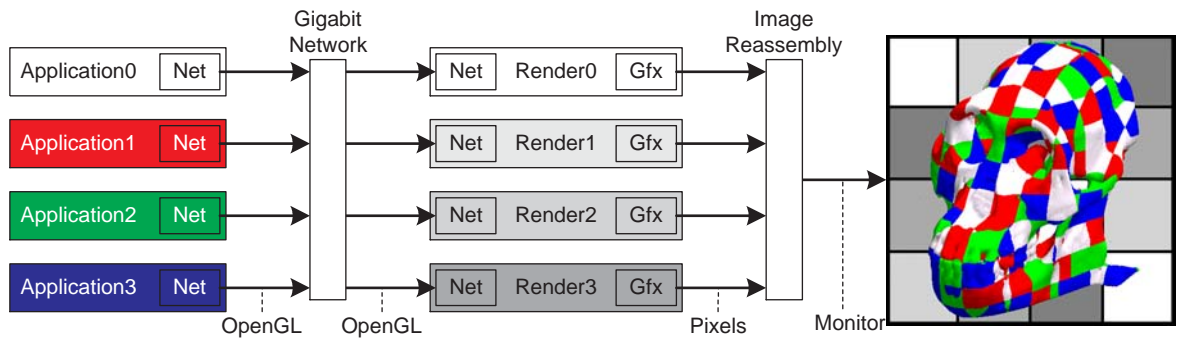 Gigabit
Network
Image
Reassembly
Application0 Net Net Render0 Gfx
Application1 Net Net Render1 Gfx
Application2 Net Net Render2 Gfx
Application3 Net Net Render3 Gfx
OpenGL OpenGL Pixels Monitor